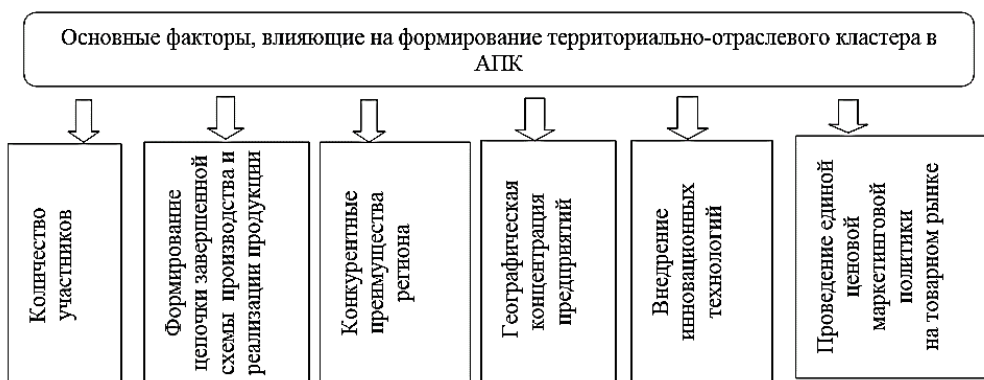 Основные факторы, влияющие на формирование территориально-отраслевого кластера в
АПК
Количество
участников
Формирование
цепочки завершенной
схемы производства и
реализации продукции
Конкурентные
преимущества
региона
Географическая
концентрация
предприятий
Внедрение
инновационных
технологий
Проведение единой
ценовой
маркетинговой
политики
на товарном рынке